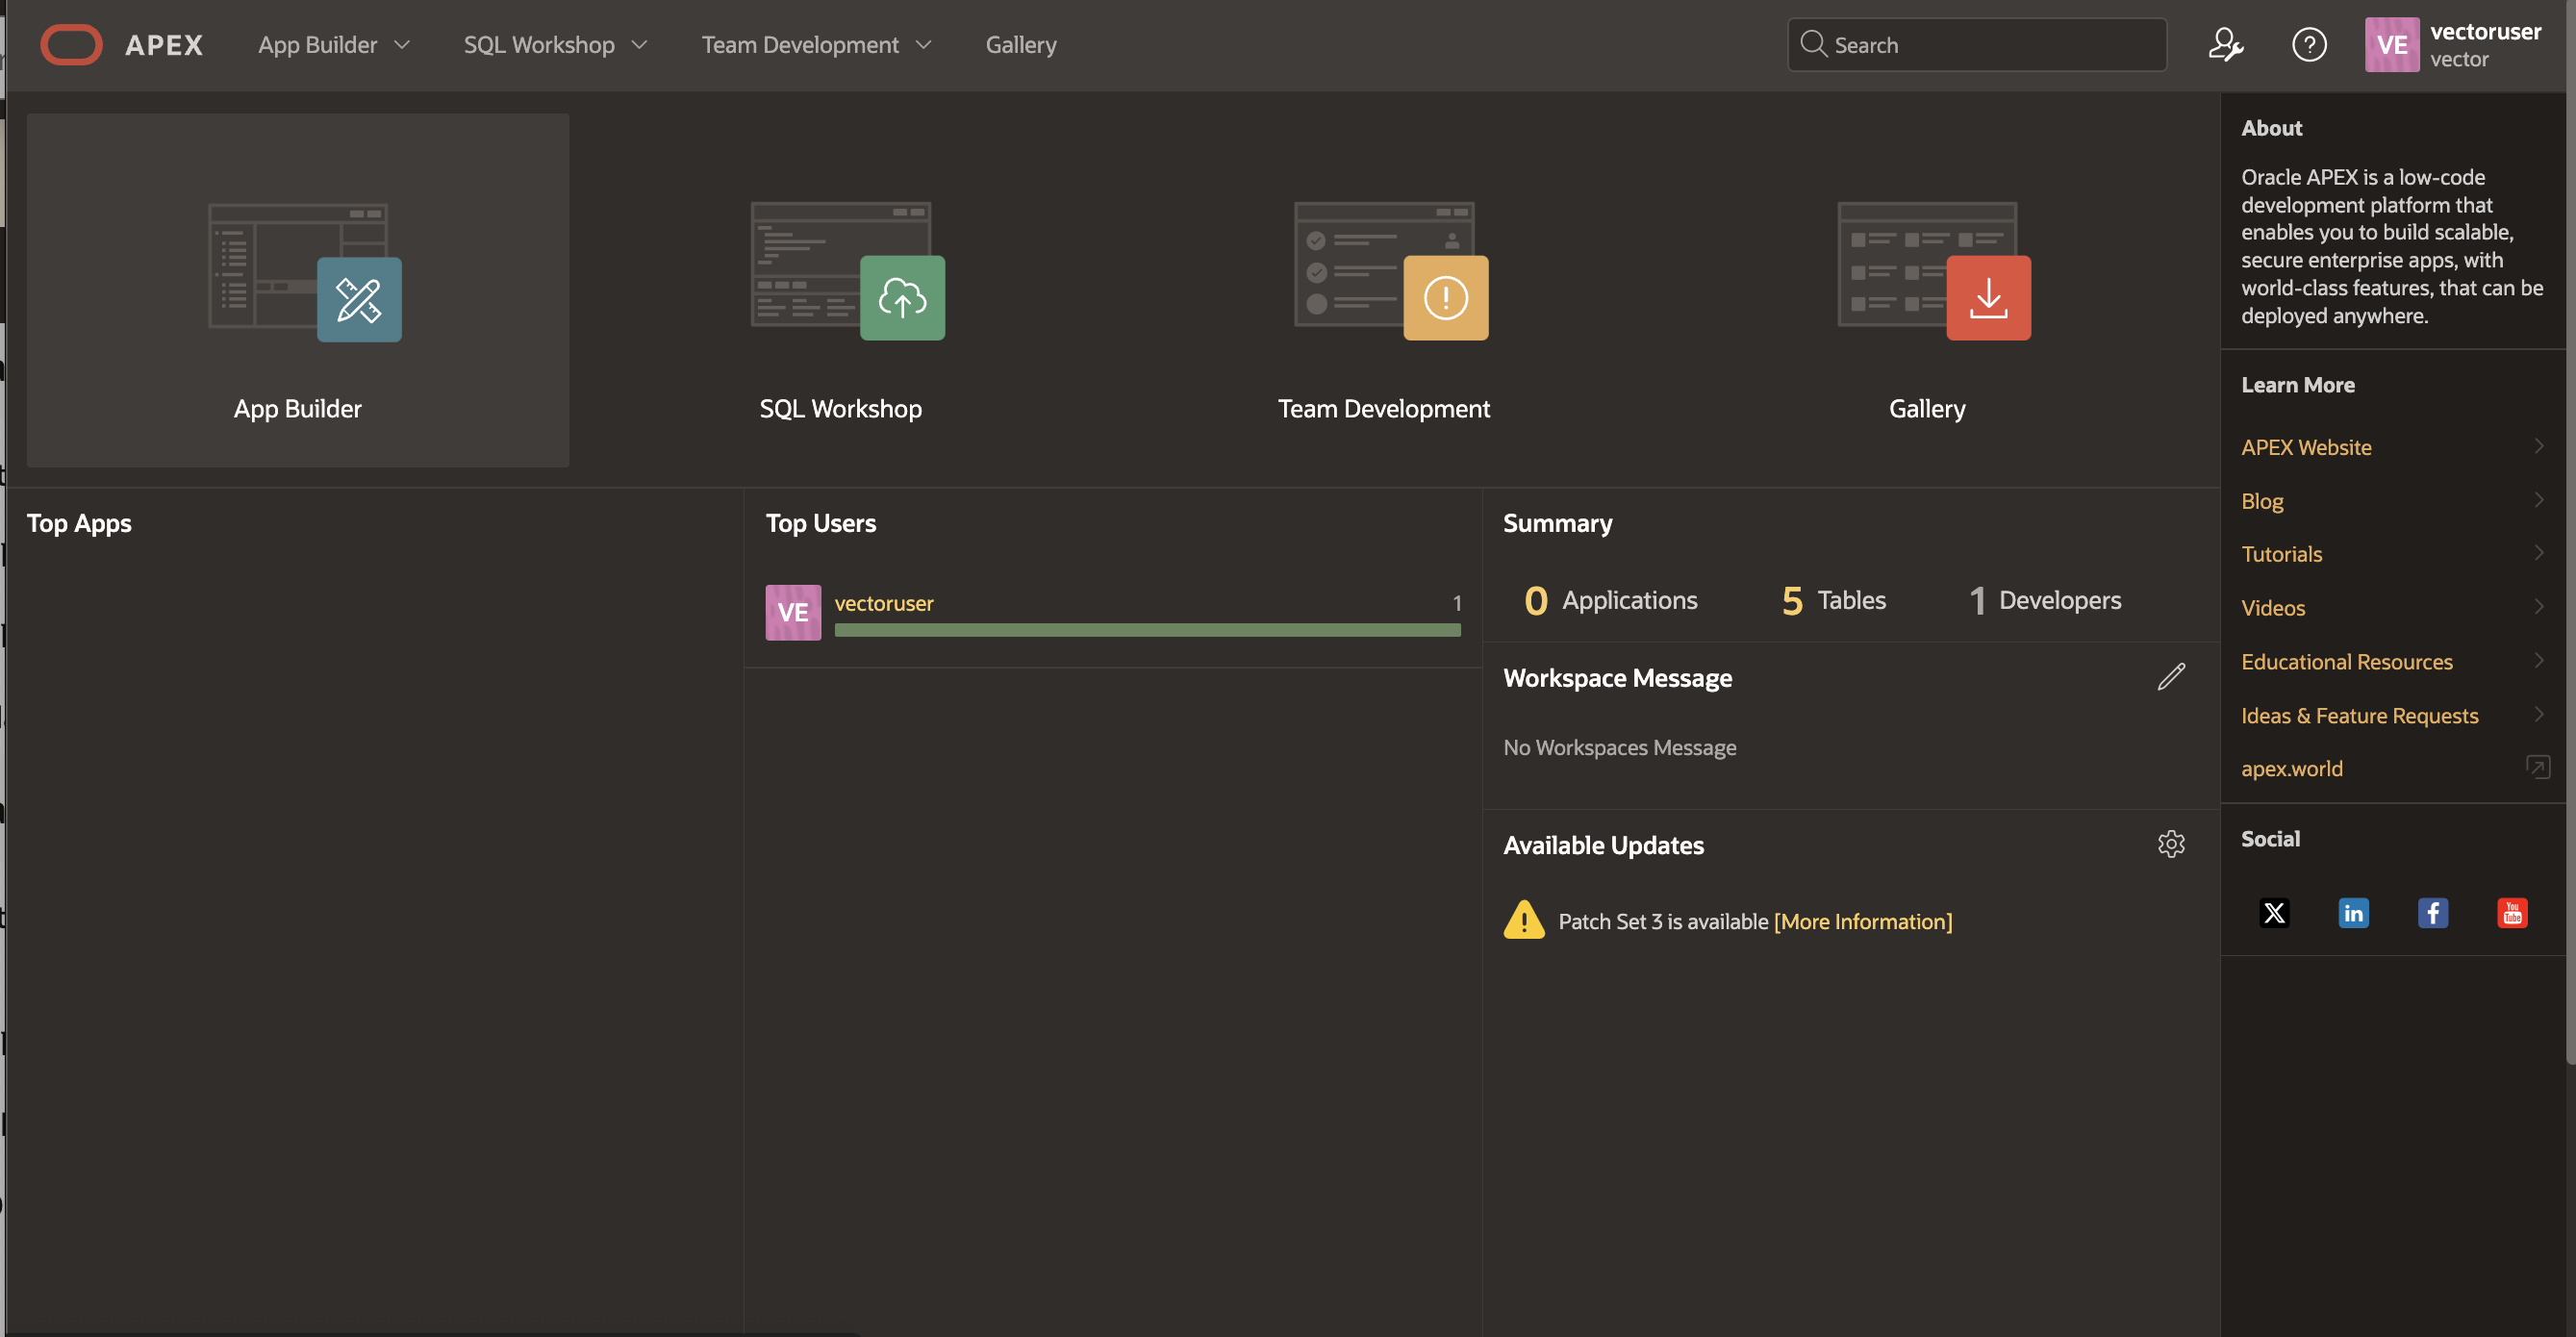 APEX
App Builder
SQL Workshop
Team Development
Gallery
Search
VE
vectoruser
vector
App Builder
SQL Workshop
Team Development
Gallery
Top Apps
Top Users
VE
vectoruser
1
Summary
0 Applications
5 Tables
1 Developers
Workspace Message
No Workspaces Message
Available Updates
Patch Set 3 is available [More Information]
About
Oracle APEX is a low-code
development platform that
enables you to build scalable,
secure enterprise apps, with
world-class features, that can be
deployed anywhere.
Learn More
APEX Website
Blog
Tutorials
Videos
Educational Resources
Ideas & Feature Requests
apex.world
Social
X
in
f
You
Tube